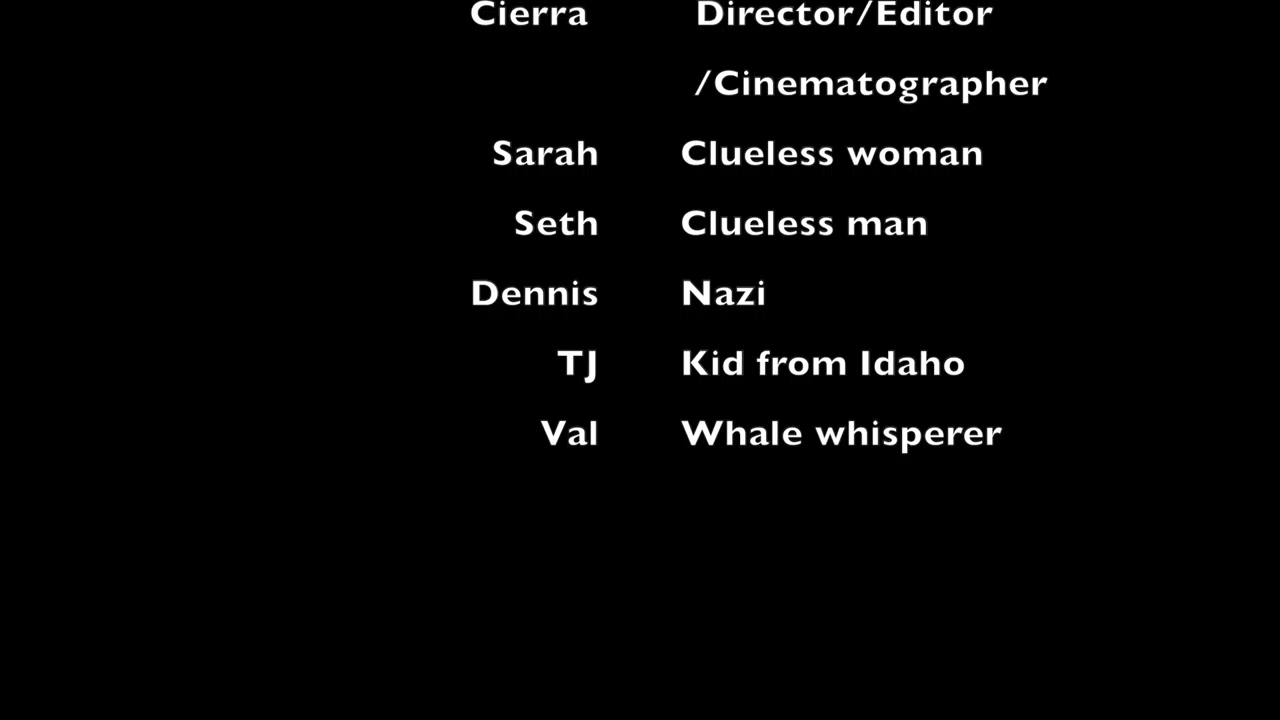 Cierra Director/Editor
/Cinematographer
Sarah Clueless woman
Seth Clueless man
Dennis Nazi
TJ Kid from Idaho
Val Whale whisperer